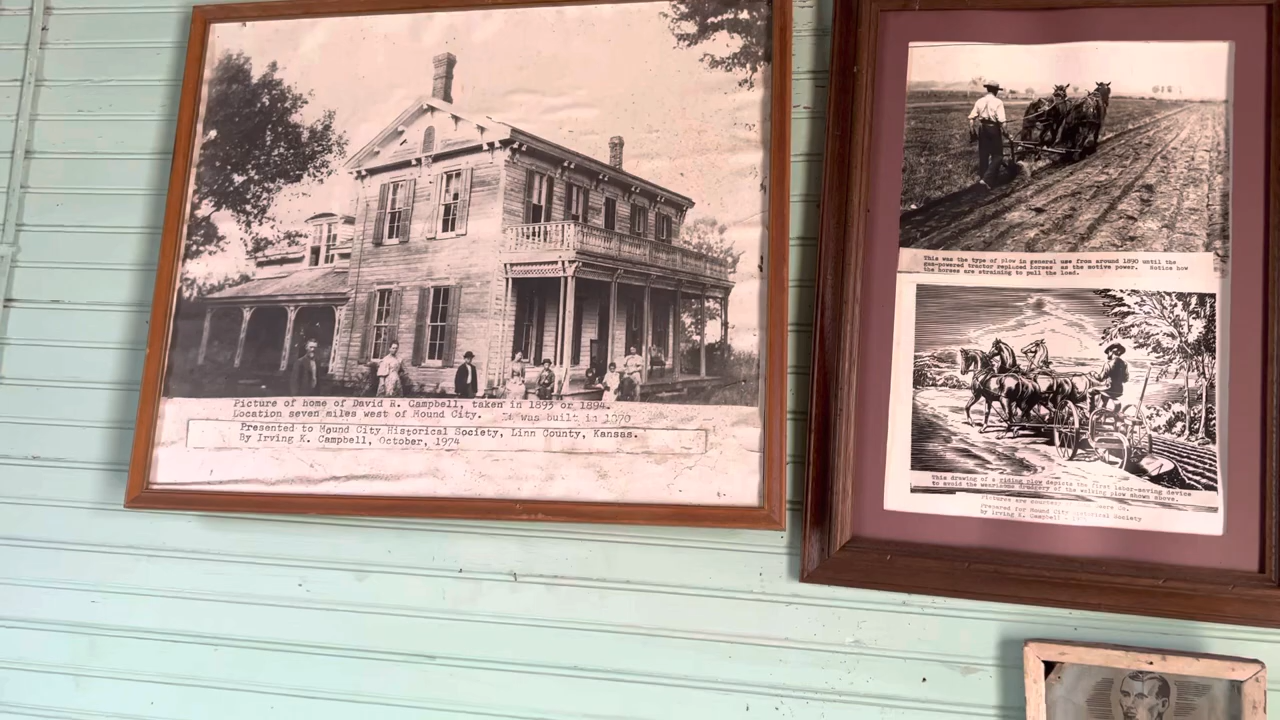 Picture of home of David R. Campbell, taken in 1893 or 1894.
Location seven miles west of Mound City. It was built in 1870
Presented to Mound City Historical Society, Linn County, Kansas.
By Irving K. Campbell, October, 1974
This was the type of plow in general use from around 1890 until the
gas-powered tractor replaced horses as the motive power. Notice how
the horses are straining to pull the load.
This drawing of a riding plow depicts the first labor-saving device
to avoid the wearisome drudgery of the walking plow shown above.
Pictures are courtesy Deere Co.
Prepared for Mound City Historical Society
by Irving K. Campbell